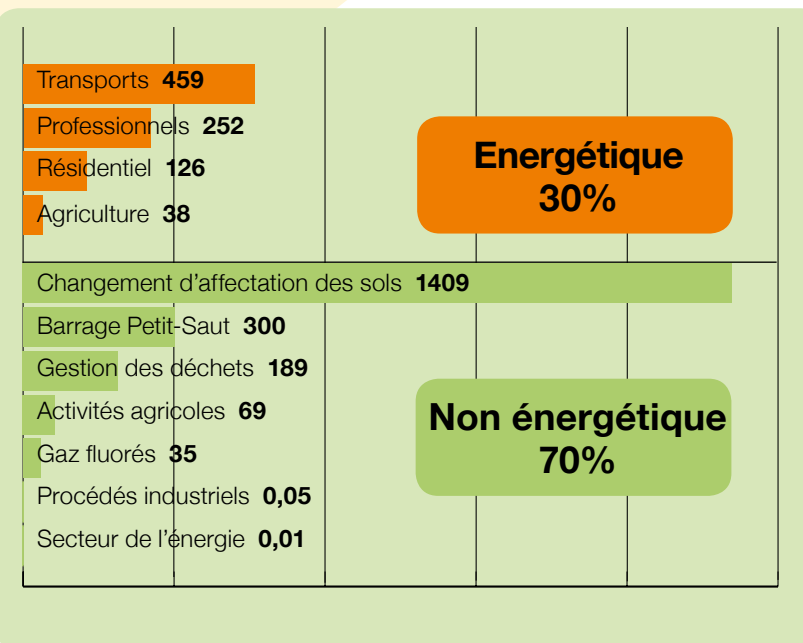 Transports 459
Professionnels 252
Résidentiel 126
Agriculture 38
Energétique
30%
Changement d'affectation des sols 1409
Barrage Petit-Saut 300
Gestion des déchets 189
Activités agricoles 69
Gaz fluorés 35
Procédés industriels 0,05
Secteur de l'énergie 0,01
Non énergétique
70%